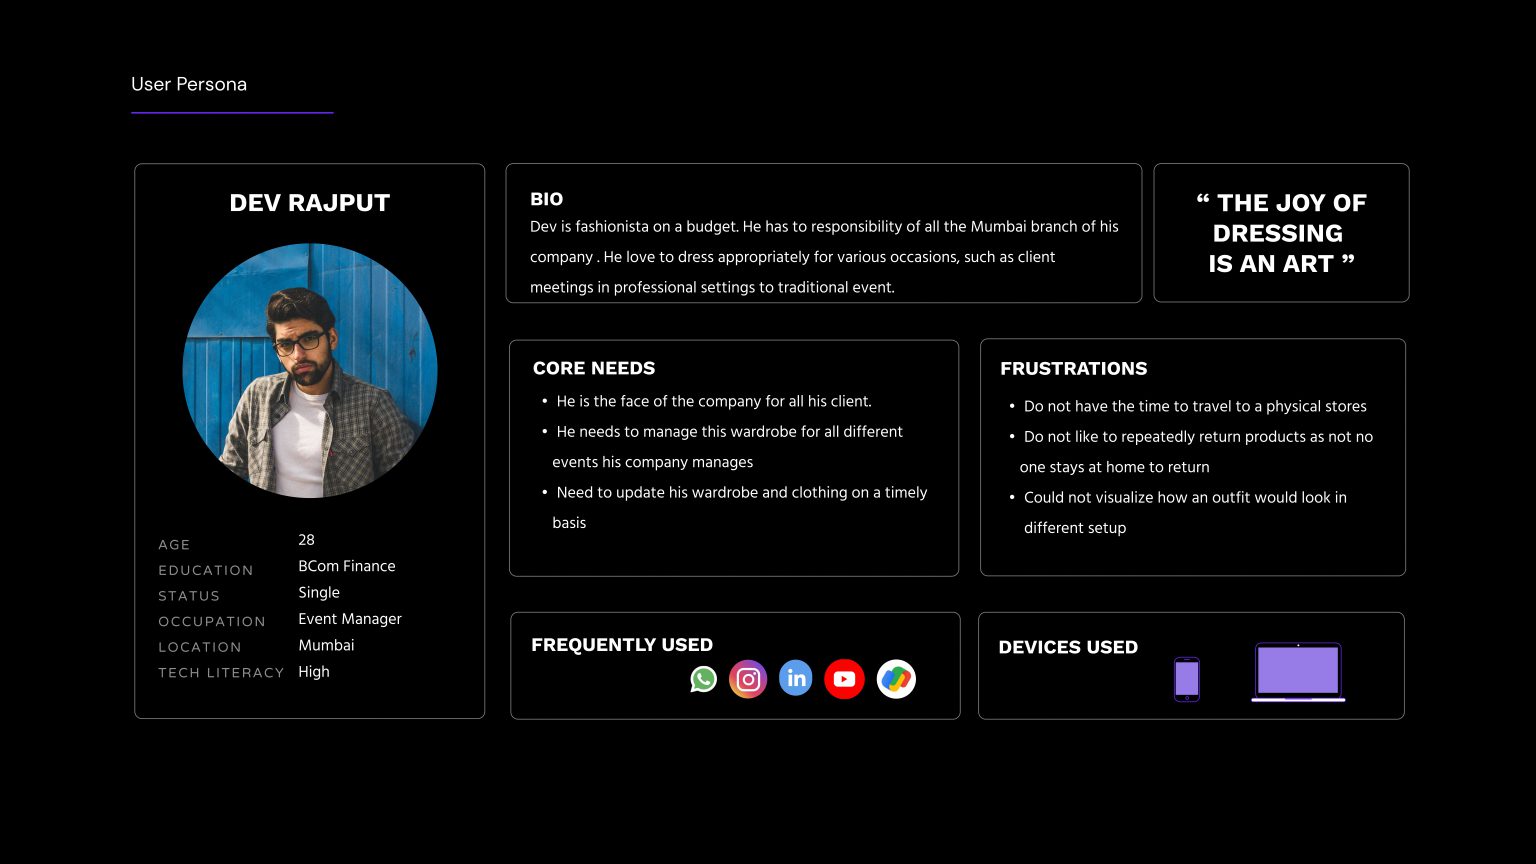 User Persona
DEV RAJPUT
AGE 28
EDUCATION BCom Finance
STATUS Single
OCCUPATION Event Manager
LOCATION Mumbai
TECH LITERACY High
BIO
Dev is fashionista on a budget. He has to responsibility of all the Mumbai branch of his
company . He love to dress appropriately for various occasions, such as client
meetings in professional settings to traditional event.
“ THE JOY OF
DRESSING
IS AN ART ”
CORE NEEDS
• He is the face of the company for all his client.
• He needs to manage this wardrobe for all different
events his company manages
• Need to update his wardrobe and clothing on a timely
basis
FRUSTRATIONS
• Do not have the time to travel to a physical stores
• Do not like to repeatedly return products as not no
one stays at home to return
• Could not visualize how an outfit would look in
different setup
FREQUENTLY USED
in
DEVICES USED